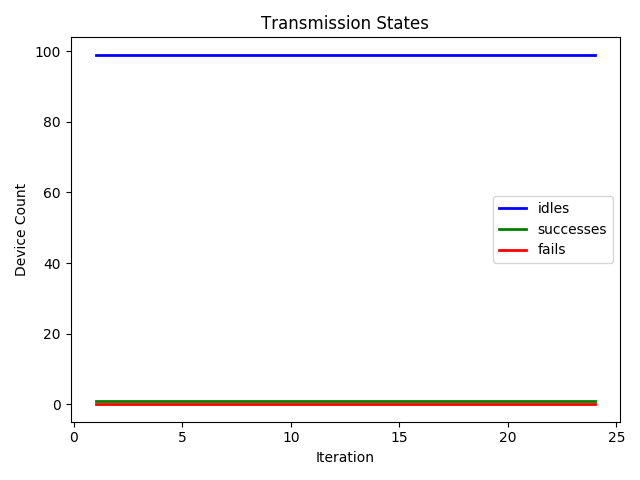 Transmission States
Device Count
100
80
60
40
20
0
idles
successes
fails
0 5 10 15 20 25
Iteration